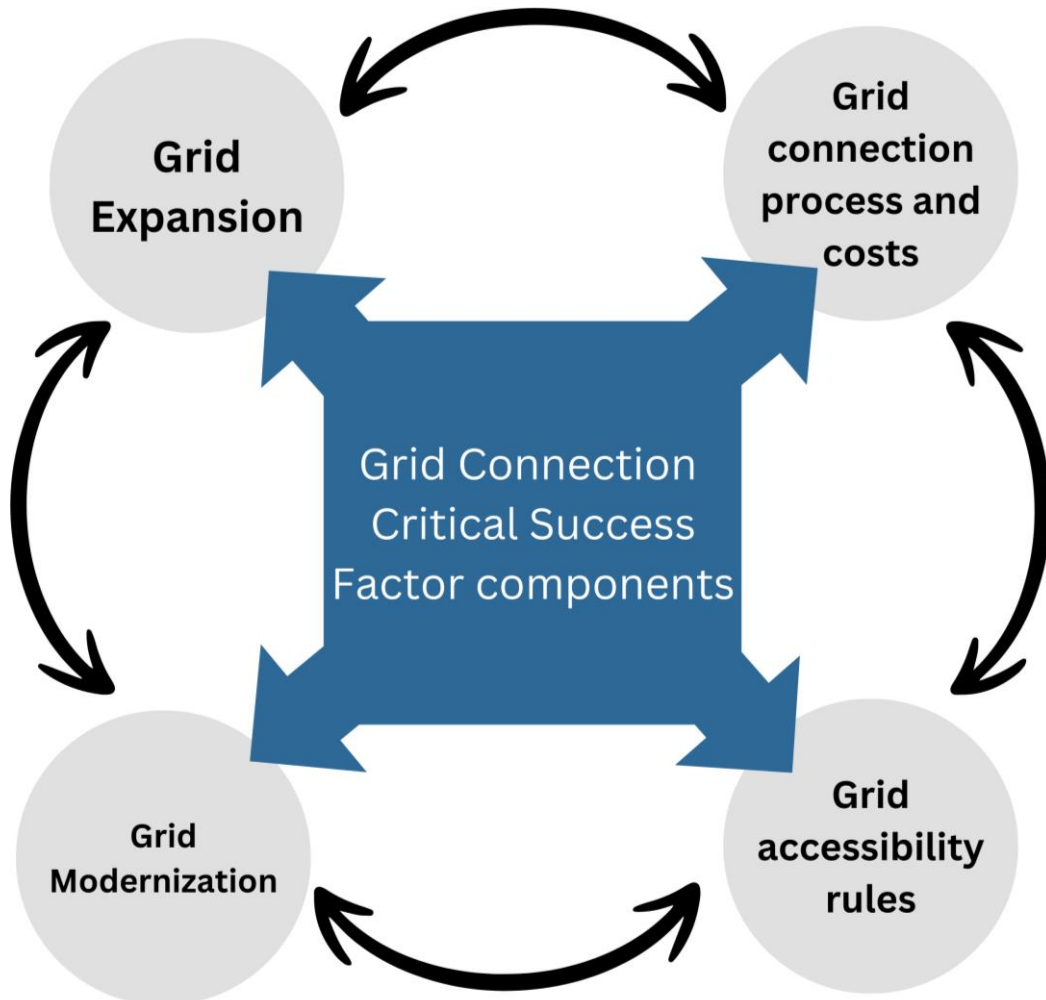 Grid
Expansion
Grid
connection
process and
costs
Grid Connection
Critical Success
Factor components
Grid
Modernization
Grid
accessibility
rules